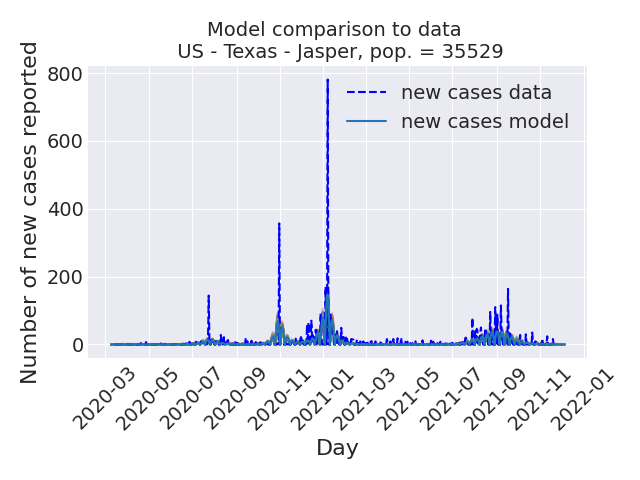 Model comparison to data
US - Texas - Jasper, pop. = 35529
Number of new cases reported
800
600
400
200
0
new cases data
new cases model
2020-03
2020-05
2020-07
2020-09
2020-11
2021-01
2021-03
2021-05
2021-07
2021-09
2021-11
2022-01
Day